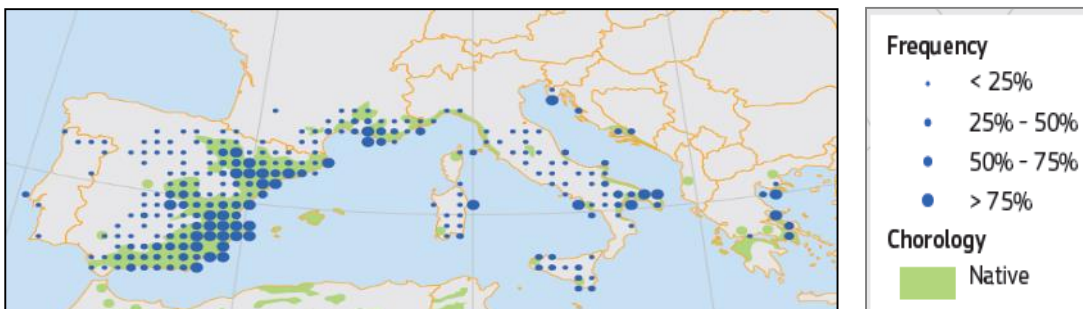 Frequency
< 25%
25% - 50%
50% - 75%
> 75%
Chorology
Native